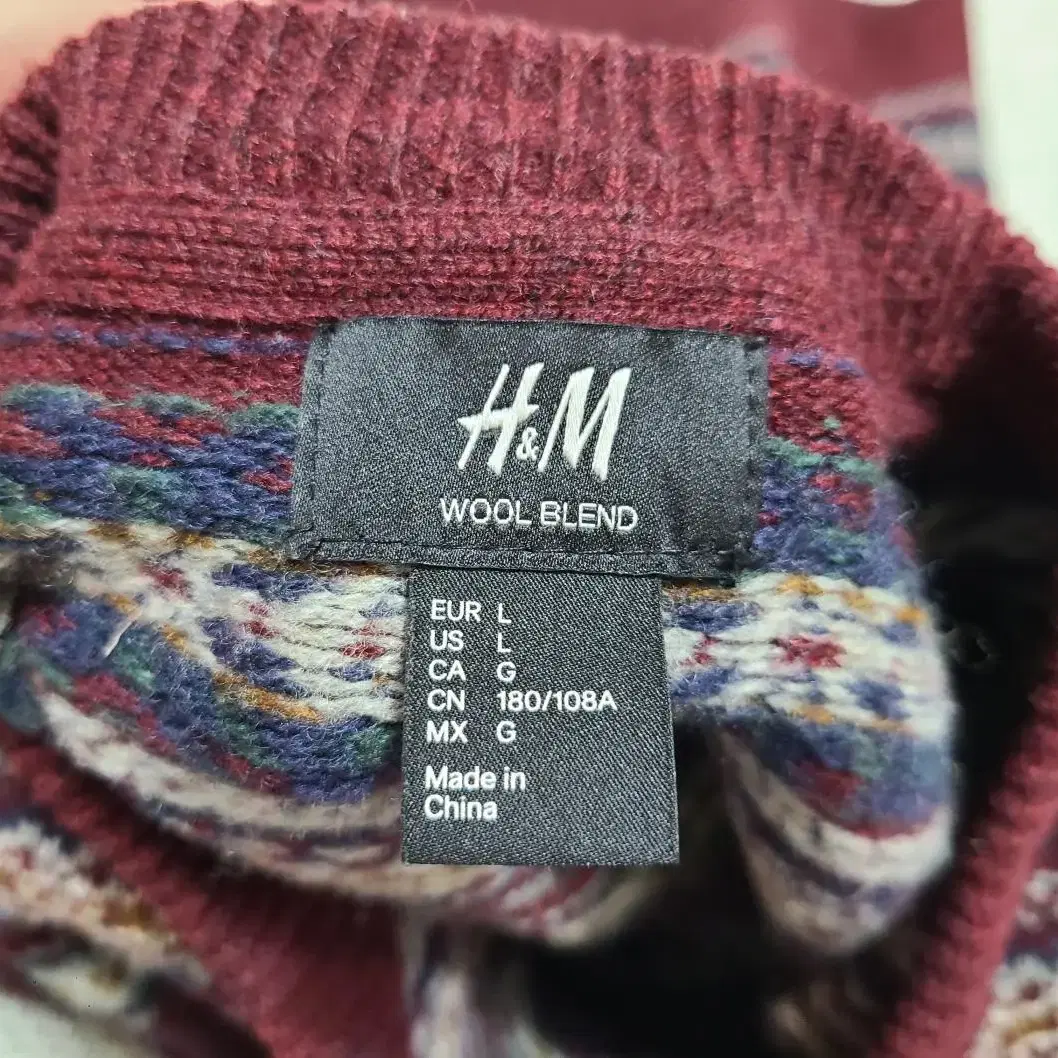 H&M
WOOL BLEND
EUR L
US L
CA G
CN 180/108A
MX G
Made in
China